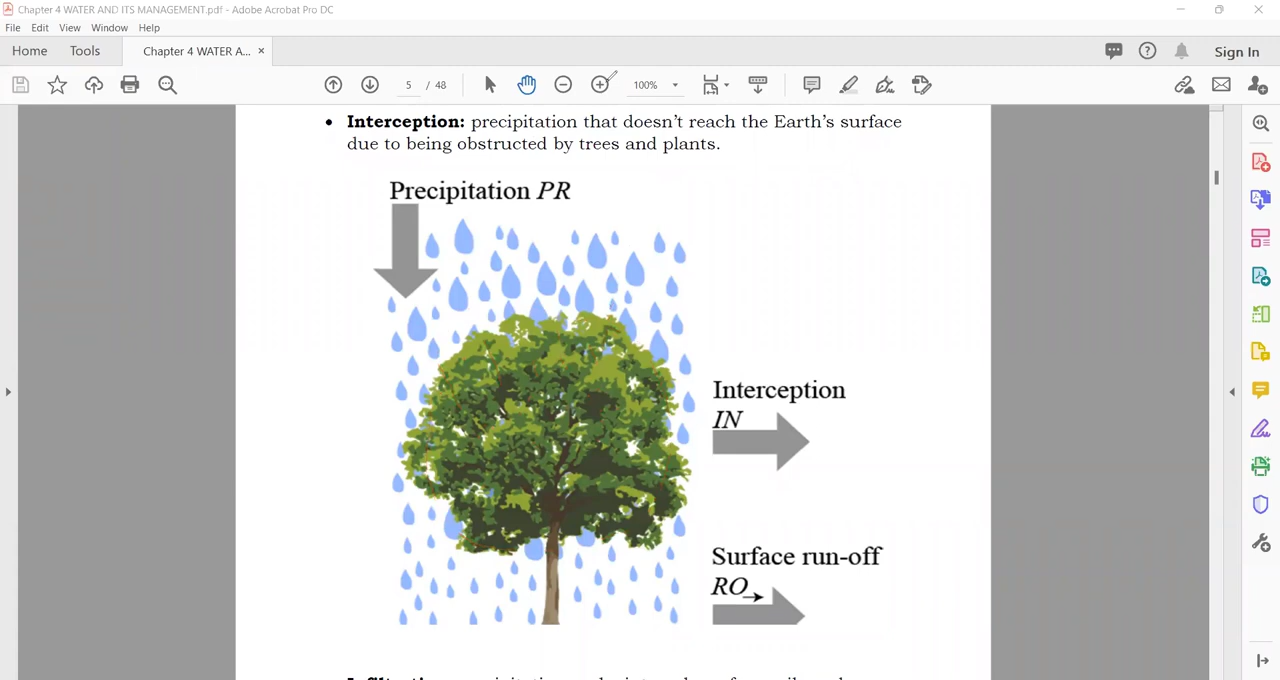 Chapter 4 WATER AND ITS MANAGEMENT.pdf - Adobe Acrobat Pro DC
File Edit View Window Help
Home Tools Chapter 4 WATER A... × Sign In
5 / 48 100%
• Interception: precipitation that doesn't reach the Earth's surface
due to being obstructed by trees and plants.
Precipitation PR
Interception
IN
Surface run-off
RO